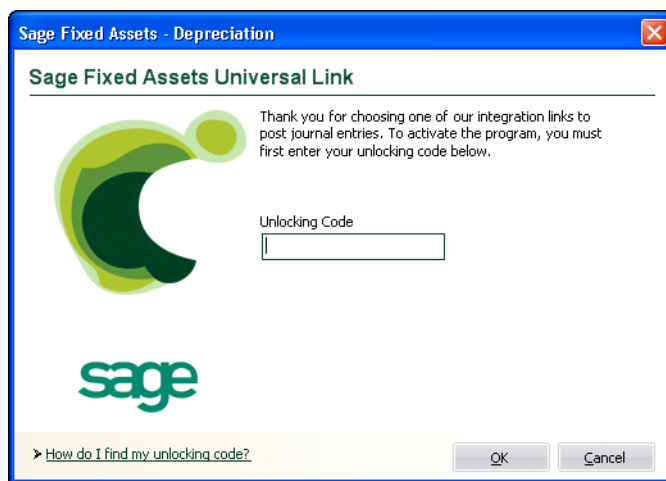 Sage Fixed Assets - Depreciation
Sage Fixed Assets Universal Link
Thank you for choosing one of our integration links to
post journal entries. To activate the program, you must
first enter your unlocking code below.
Unlocking Code
sage
How do I find my unlocking code?
OK
Cancel